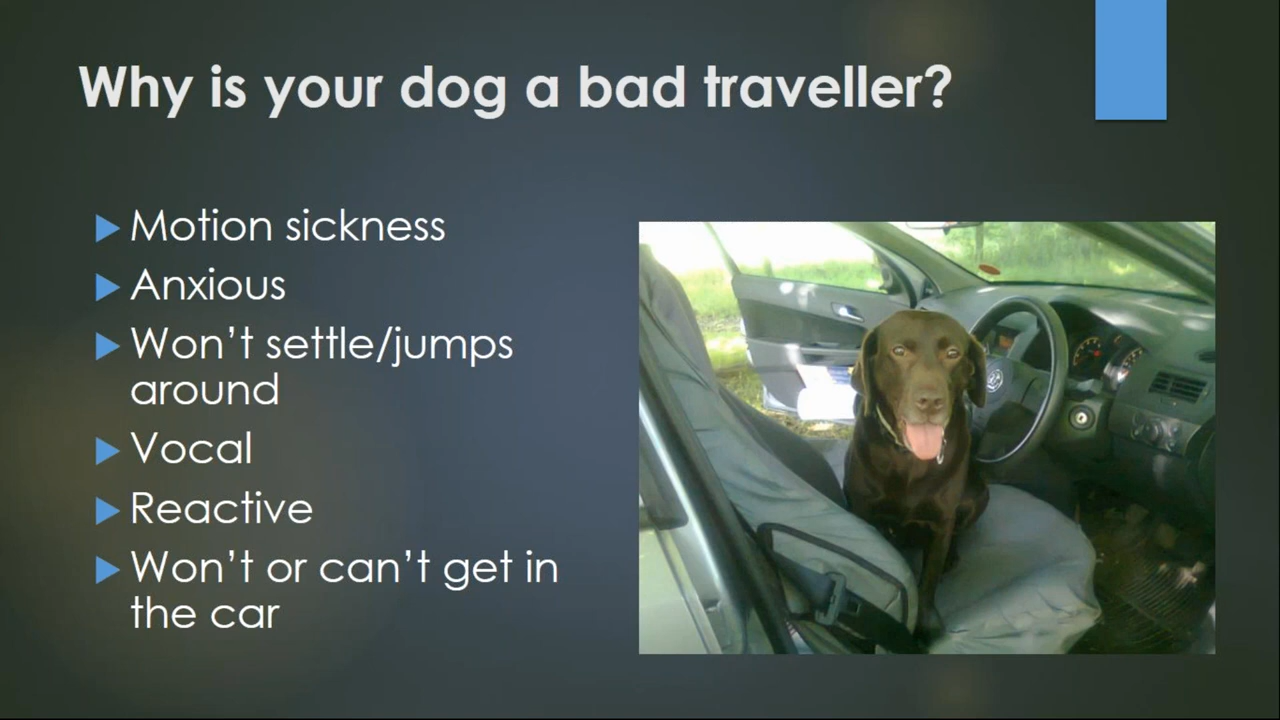 Why is your dog a bad traveller?
Motion sickness
Anxious
Won't settle/jumps
around
Vocal
Reactive
Won't or can't get in
the car